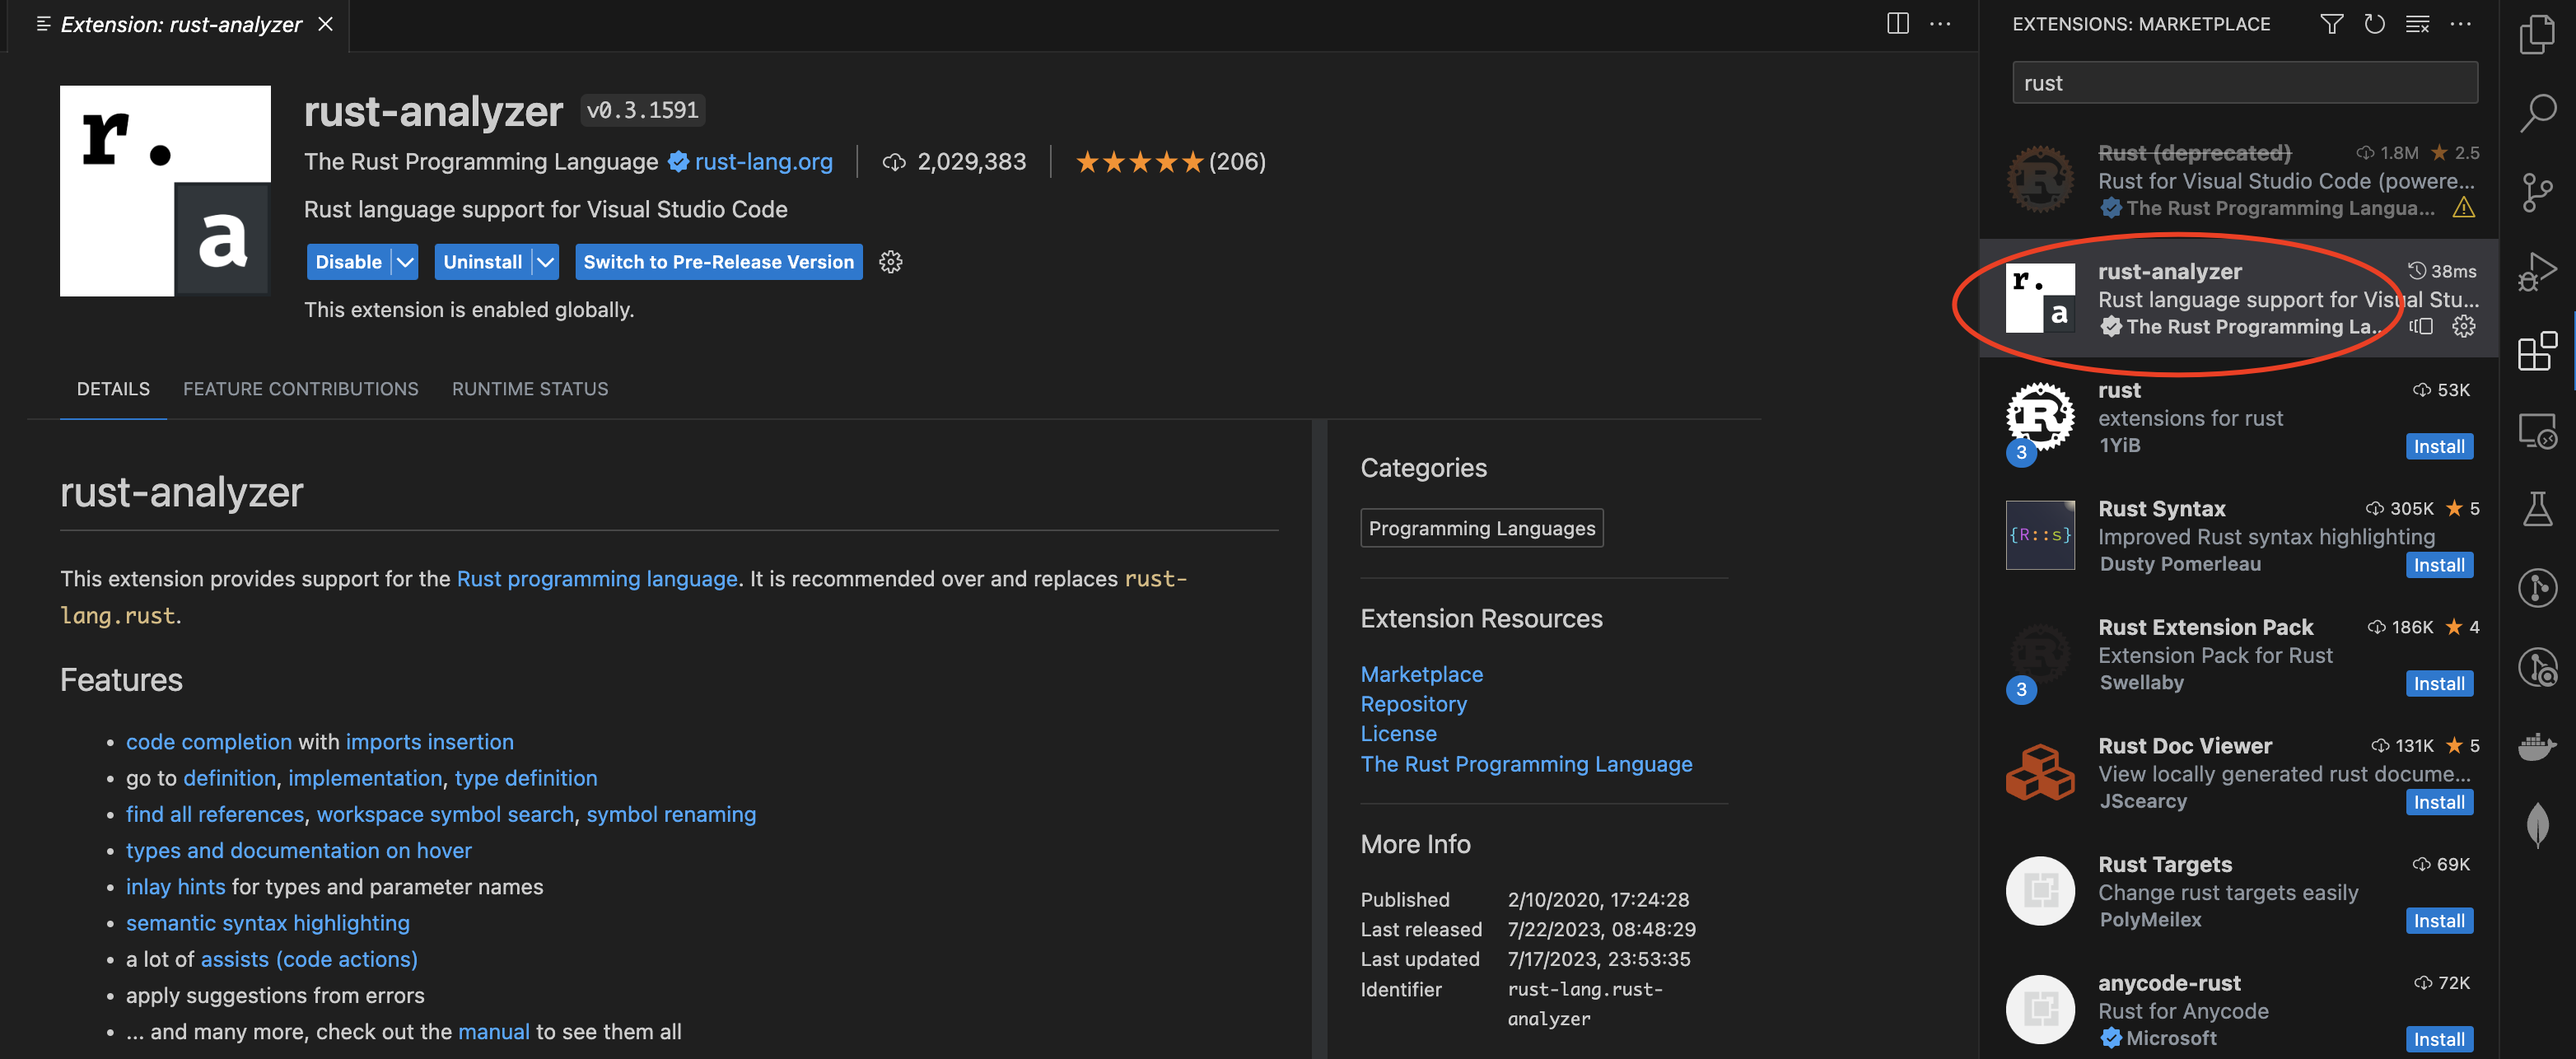 Extension: rust-analyzer
r.
a
rust-analyzer v0.3.1591
The Rust Programming Language rust-lang.org 2,029,383 (206)
Rust language support for Visual Studio Code
Disable Uninstall Switch to Pre-Release Version
This extension is enabled globally.
DETAILS FEATURE CONTRIBUTIONS RUNTIME STATUS
rust-analyzer
This extension provides support for the Rust programming language. It is recommended over and replaces rust-
lang.rust.
Features
• code completion with imports insertion
• go to definition, implementation, type definition
• find all references, workspace symbol search, symbol renaming
• types and documentation on hover
• inlay hints for types and parameter names
• semantic syntax highlighting
• a lot of assists (code actions)
• apply suggestions from errors
• ... and many more, check out the manual to see them all
Categories
Programming Languages
Extension Resources
Marketplace
Repository
License
The Rust Programming Language
More Info
Published 2/10/2020, 17:24:28
Last released 7/22/2023, 08:48:29
Last updated 7/17/2023, 23:53:35
Identifier rust-lang.rust-
analyzer
EXTENSIONS: MARKETPLACE
rust
R
Rust (deprecated) 1.8M 2.5
Rust for Visual Studio Code (powere...
The Rust Programming Langua...
r.
a
rust-analyzer 38ms
Rust language support for Visual Stu...
The Rust Programming La...
R
3
rust 53K
extensions for rust
1YiB Install
{R::s}
Rust Syntax 305K 5
Improved Rust syntax highlighting
Dusty Pomerleau Install
R
3
Rust Extension Pack 186K 4
Extension Pack for Rust
Swellaby Install
Rust Doc Viewer 131K 5
View locally generated rust docume...
JScearcy Install
Rust Targets 69K
Change rust targets easily
PolyMeilex Install
anycode-rust 72K
Rust for Anycode
Microsoft Install